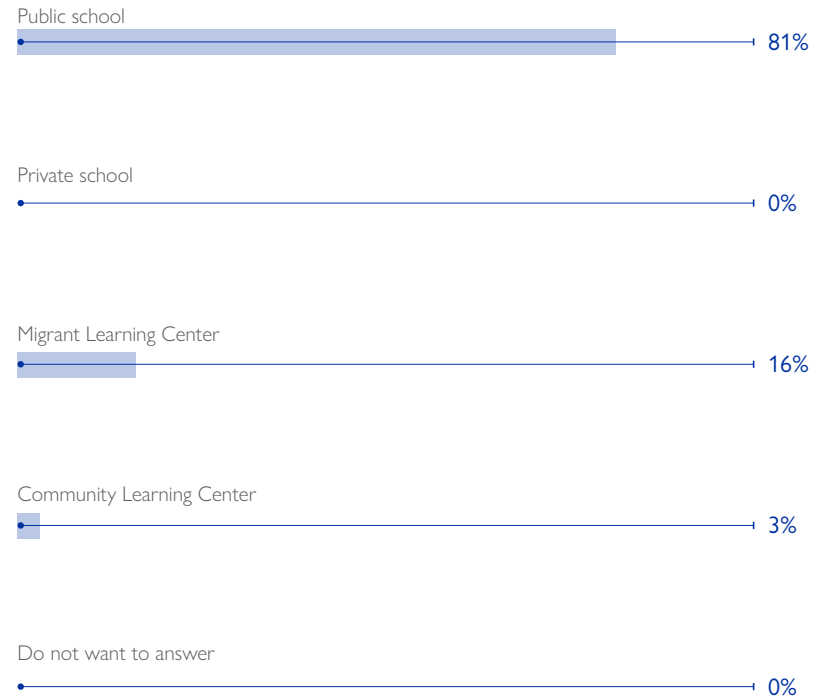 Public school
81%
Private school
0%
Migrant Learning Center
16%
Community Learning Center
3%
Do not want to answer
0%